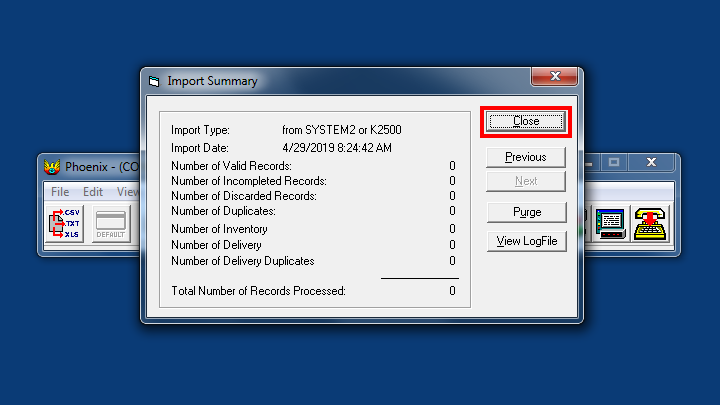 Import Summary
Import Type: from SYSTEM2 or K2500
Import Date: 4/29/2019 8:24:42 AM
Number of Valid Records: 0
Number of Incompleted Records: 0
Number of Discarded Records: 0
Number of Duplicates: 0
Number of Inventory 0
Number of Delivery 0
Number of Delivery Duplicates 0
Total Number of Records Processed: 0
Close
Previous
Next
Purge
View LogFile
Phoenix - (CO
File Edit View
CSV
TXT
XLS
DEFAULT